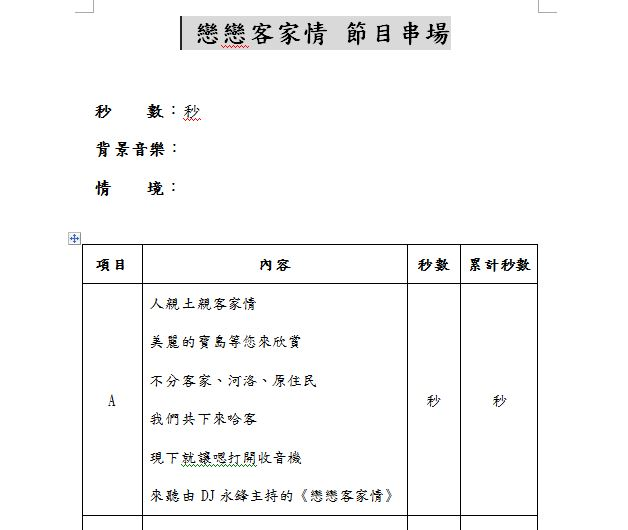 戀戀客家情 節目串場
秒　數：秒
背景音樂：
情　境：
項目 內容 秒數 累計秒數
人親土親客家情
美麗的寶島等您來欣賞
不分客家、河洛、原住民
我們共下來哈客
現下就讓嗯打開收音機
來聽由 DJ 永鋒主持的《戀戀客家情》
A 秒 秒